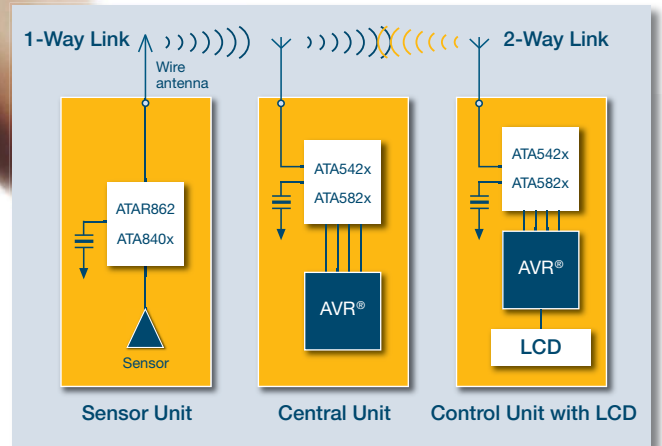 1-Way Link
2-Way Link
Wire
antenna
ATAR862
ATA840x
Sensor
ATA542x
ATA582x
AVR®
ATA542x
ATA582x
AVR®
LCD
Sensor Unit
Central Unit
Control Unit with LCD